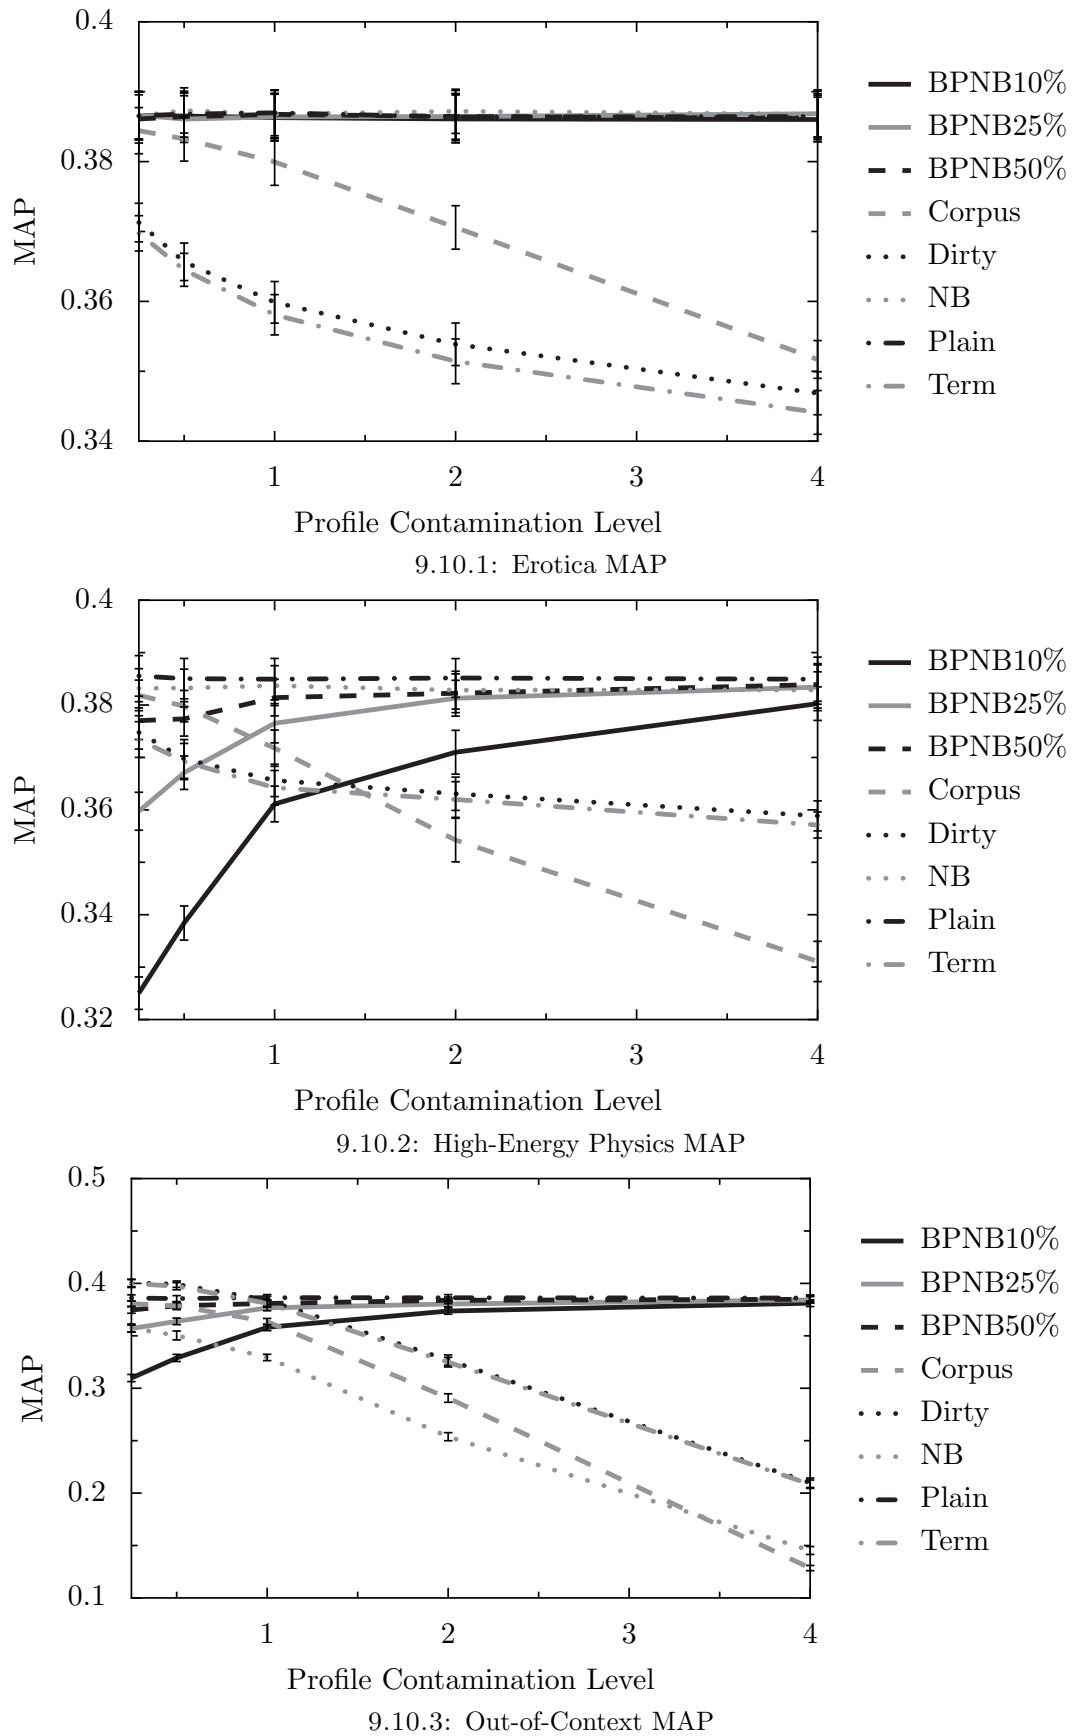 0.4
0.38
0.36
0.34
MAP
1 2 3 4
Profile Contamination Level
BPNB10%
BPNB25%
BPNB50%
Corpus
Dirty
NB
Plain
Term
9.10.1: Erotica MAP
0.4
0.38
0.36
0.34
0.32
MAP
1 2 3 4
Profile Contamination Level
BPNB10%
BPNB25%
BPNB50%
Corpus
Dirty
NB
Plain
Term
9.10.2: High-Energy Physics MAP
0.5
0.4
0.3
0.2
0.1
MAP
1 2 3 4
Profile Contamination Level
BPNB10%
BPNB25%
BPNB50%
Corpus
Dirty
NB
Plain
Term
9.10.3: Out-of-Context MAP